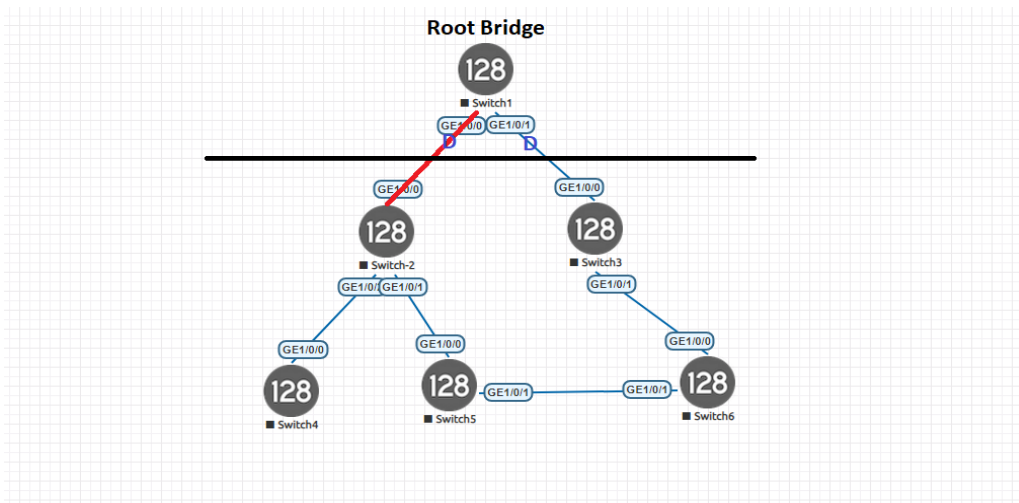 Root Bridge
128
Switch1
GE1/0/0 GE1/0/1
D D
GE1/0/0 GE1/0/0
128 128
Switch-2 Switch3
GE1/0/ GE1/0/1 GE1/0/1
GE1/0/0 GE1/0/0 GE1/0/0
128 128 GE1/0/1 GE1/0/1 128
Switch4 Switch5 Switch6